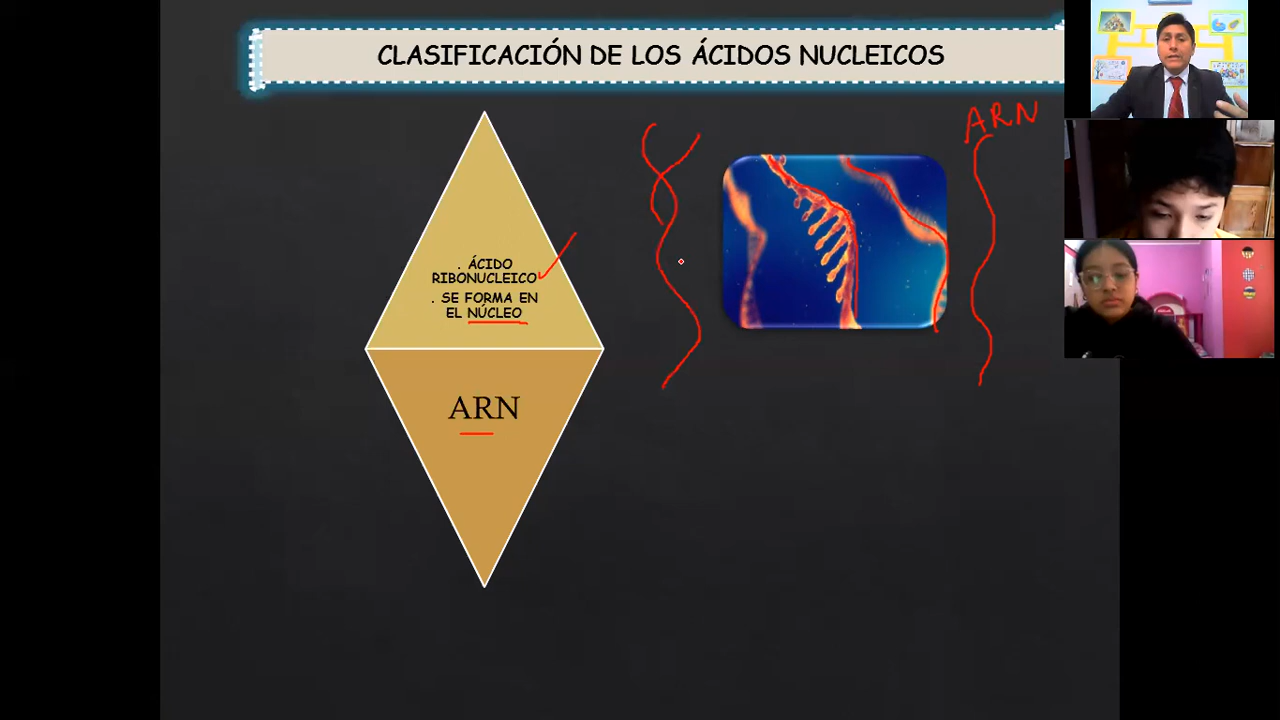 CLASIFICACIÓN DE LOS ÁCIDOS NUCLEICOS
ARN
. ÁCIDO
RIBONUCLEICO
. SE FORMA EN
EL NÚCLEO
ARN